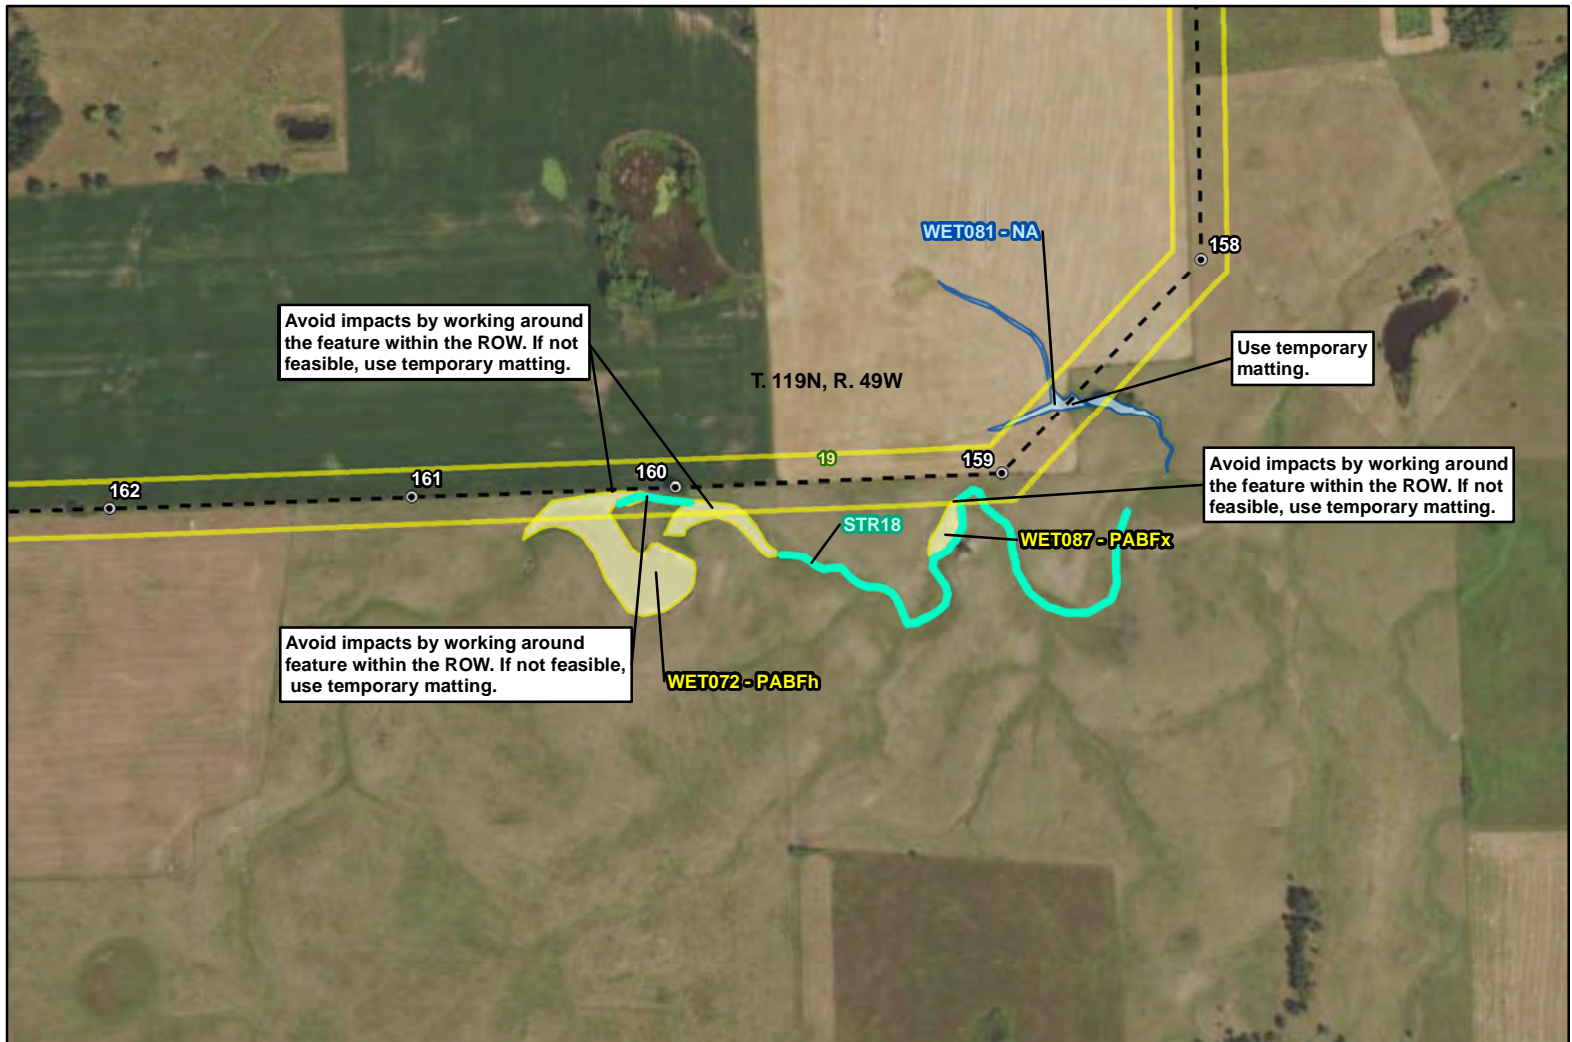 WET081 - NA
158
Avoid impacts by working around
the feature within the ROW. If not
feasible, use temporary matting.
Use temporary
matting.
T. 119N, R. 49W
19
159
160
161
162
Avoid impacts by working around
the feature within the ROW. If not
feasible, use temporary matting.
STR18
WET087 - PABFx
Avoid impacts by working around
feature within the ROW. If not feasible,
use temporary matting.
WET072 - PABFh